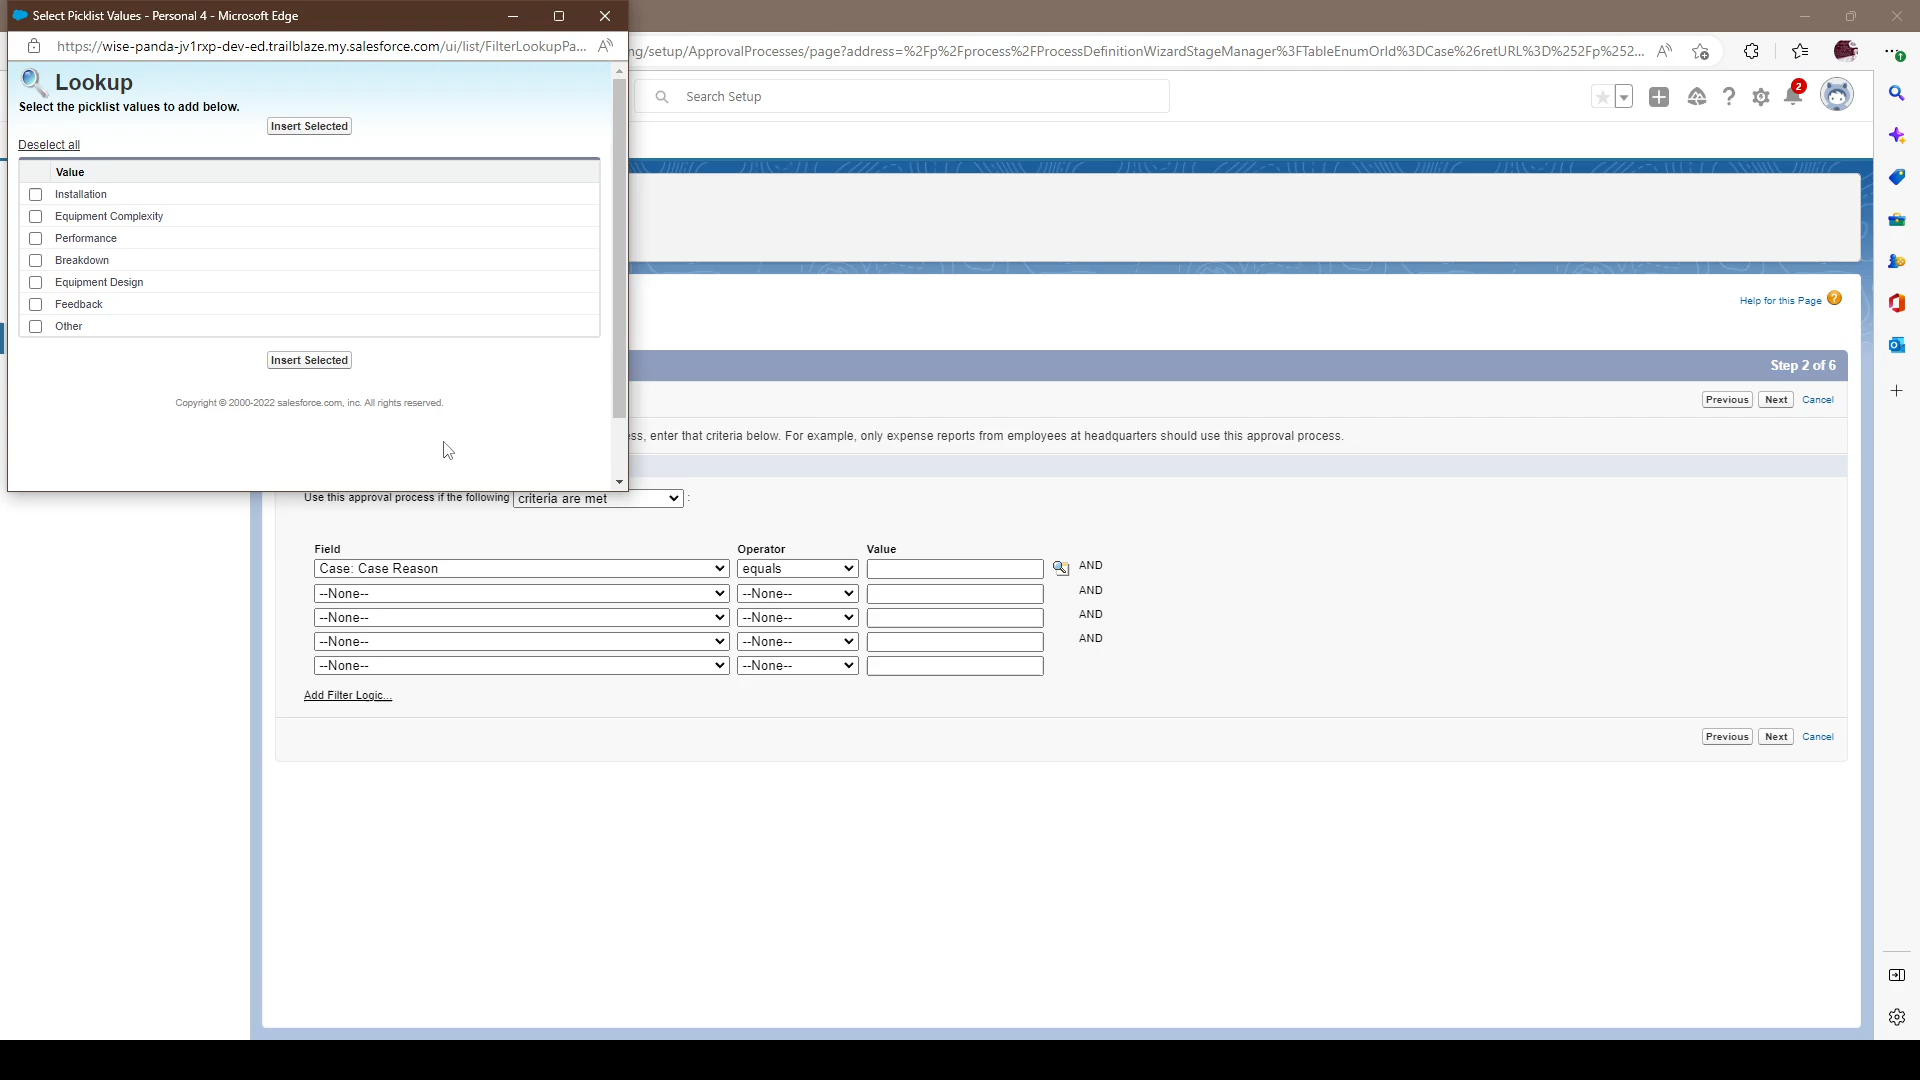 Select Picklist Values - Personal 4 - Microsoft Edge
https://wise-panda-jv1rxp-dev-ed.trailblaze.my.salesforce.com/ui/list/FilterLookupPa...
ng/setup/ApprovalProcesses/page?address=%2Fp%2Fprocess%2FProcessDefinitionWizardStageManager%3FTableEnumOrId%3DCase%26retURL%3D%252Fp%252...
Lookup
Select the picklist values to add below.
Insert Selected
Deselect all
Value
Installation
Equipment Complexity
Performance
Breakdown
Equipment Design
Feedback
Other
Insert Selected
Copyright © 2000-2022 salesforce.com, inc. All rights reserved.
Search Setup
2
Help for this Page
Step 2 of 6
Previous Next Cancel
ss, enter that criteria below. For example, only expense reports from employees at headquarters should use this approval process.
Use this approval process if the following criteria are met :
Field Operator Value
Case: Case Reason equals AND
--None-- --None-- AND
--None-- --None-- AND
--None-- --None-- AND
--None-- --None--
Add Filter Logic...
Previous Next Cancel